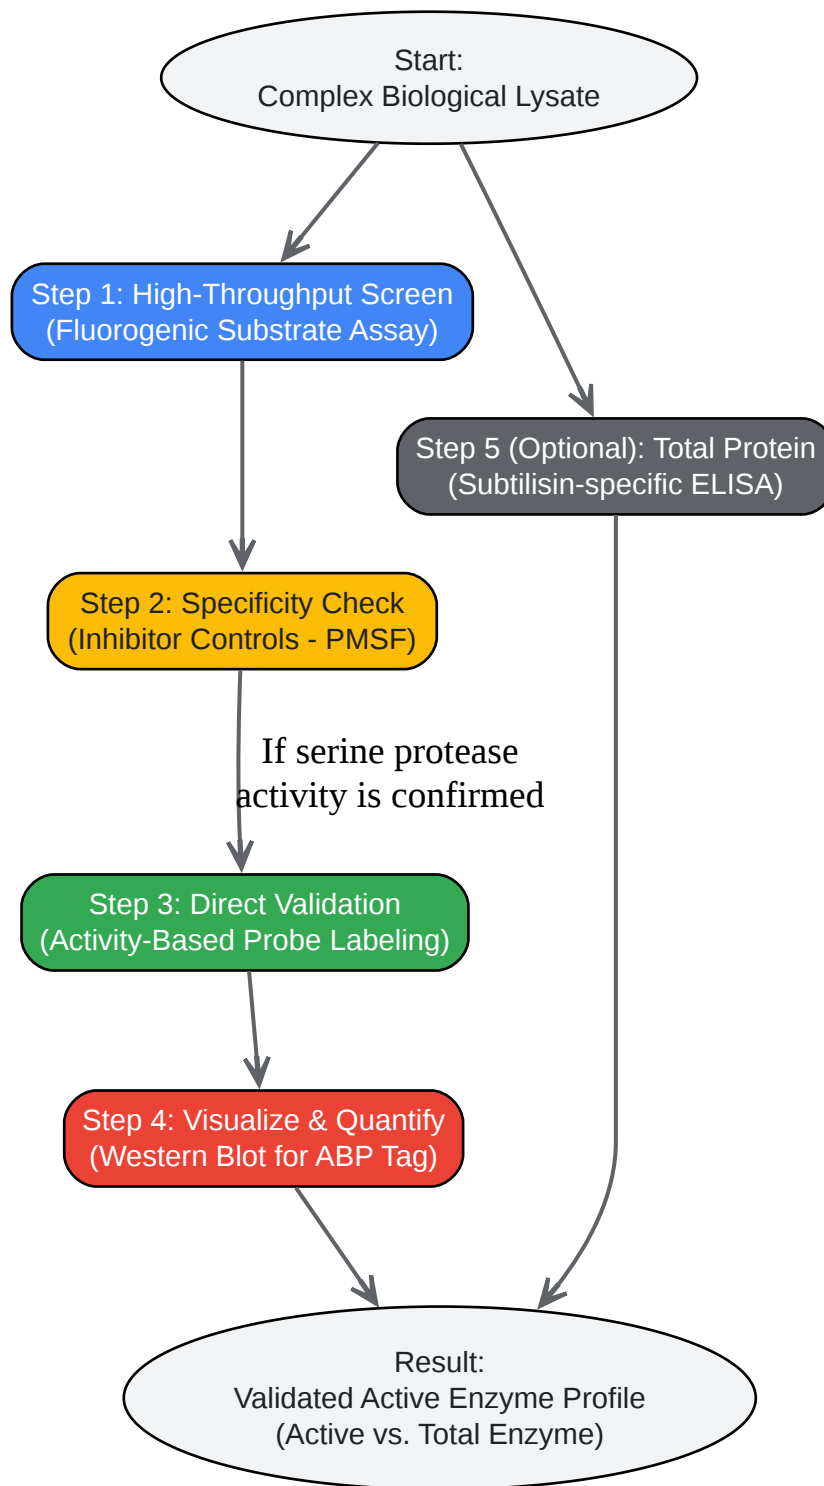 Start:
Complex Biological Lysate
Step 1: High-Throughput Screen
(Fluorogenic Substrate Assay)
Step 5 (Optional): Total Protein
(Subtilisin-specific ELISA)
Step 2: Specificity Check
(Inhibitor Controls - PMSF)
If serine protease
activity is confirmed
Step 3: Direct Validation
(Activity-Based Probe Labeling)
Step 4: Visualize & Quantify
(Western Blot for ABP Tag)
Result:
Validated Active Enzyme Profile
(Active vs. Total Enzyme)